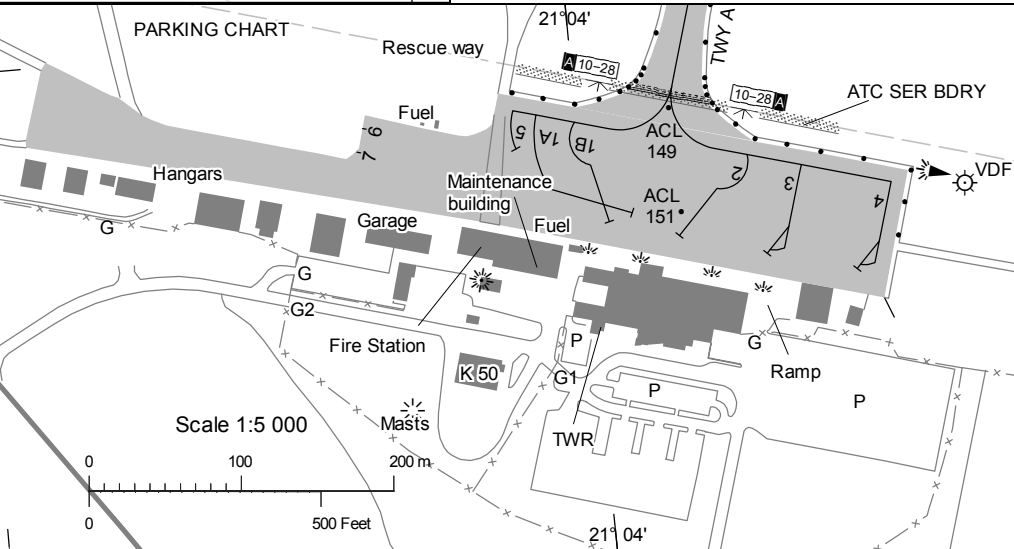 PARKING CHART
21°04'
Rescue way
TWY A
A 10-28
10-28 A
ATC SER BDRY
Fuel
5
1A
1B
ACL
149
2
3
4
VDF
9
7
Hangars
Maintenance
building
ACL
151
Garage
Fuel
G
G
G2
Fire Station
P
G
K 50
G1
P
Ramp
P
Scale 1:5 000
Masts
TWR
0
100
200 m
0
500 Feet
21° 04'